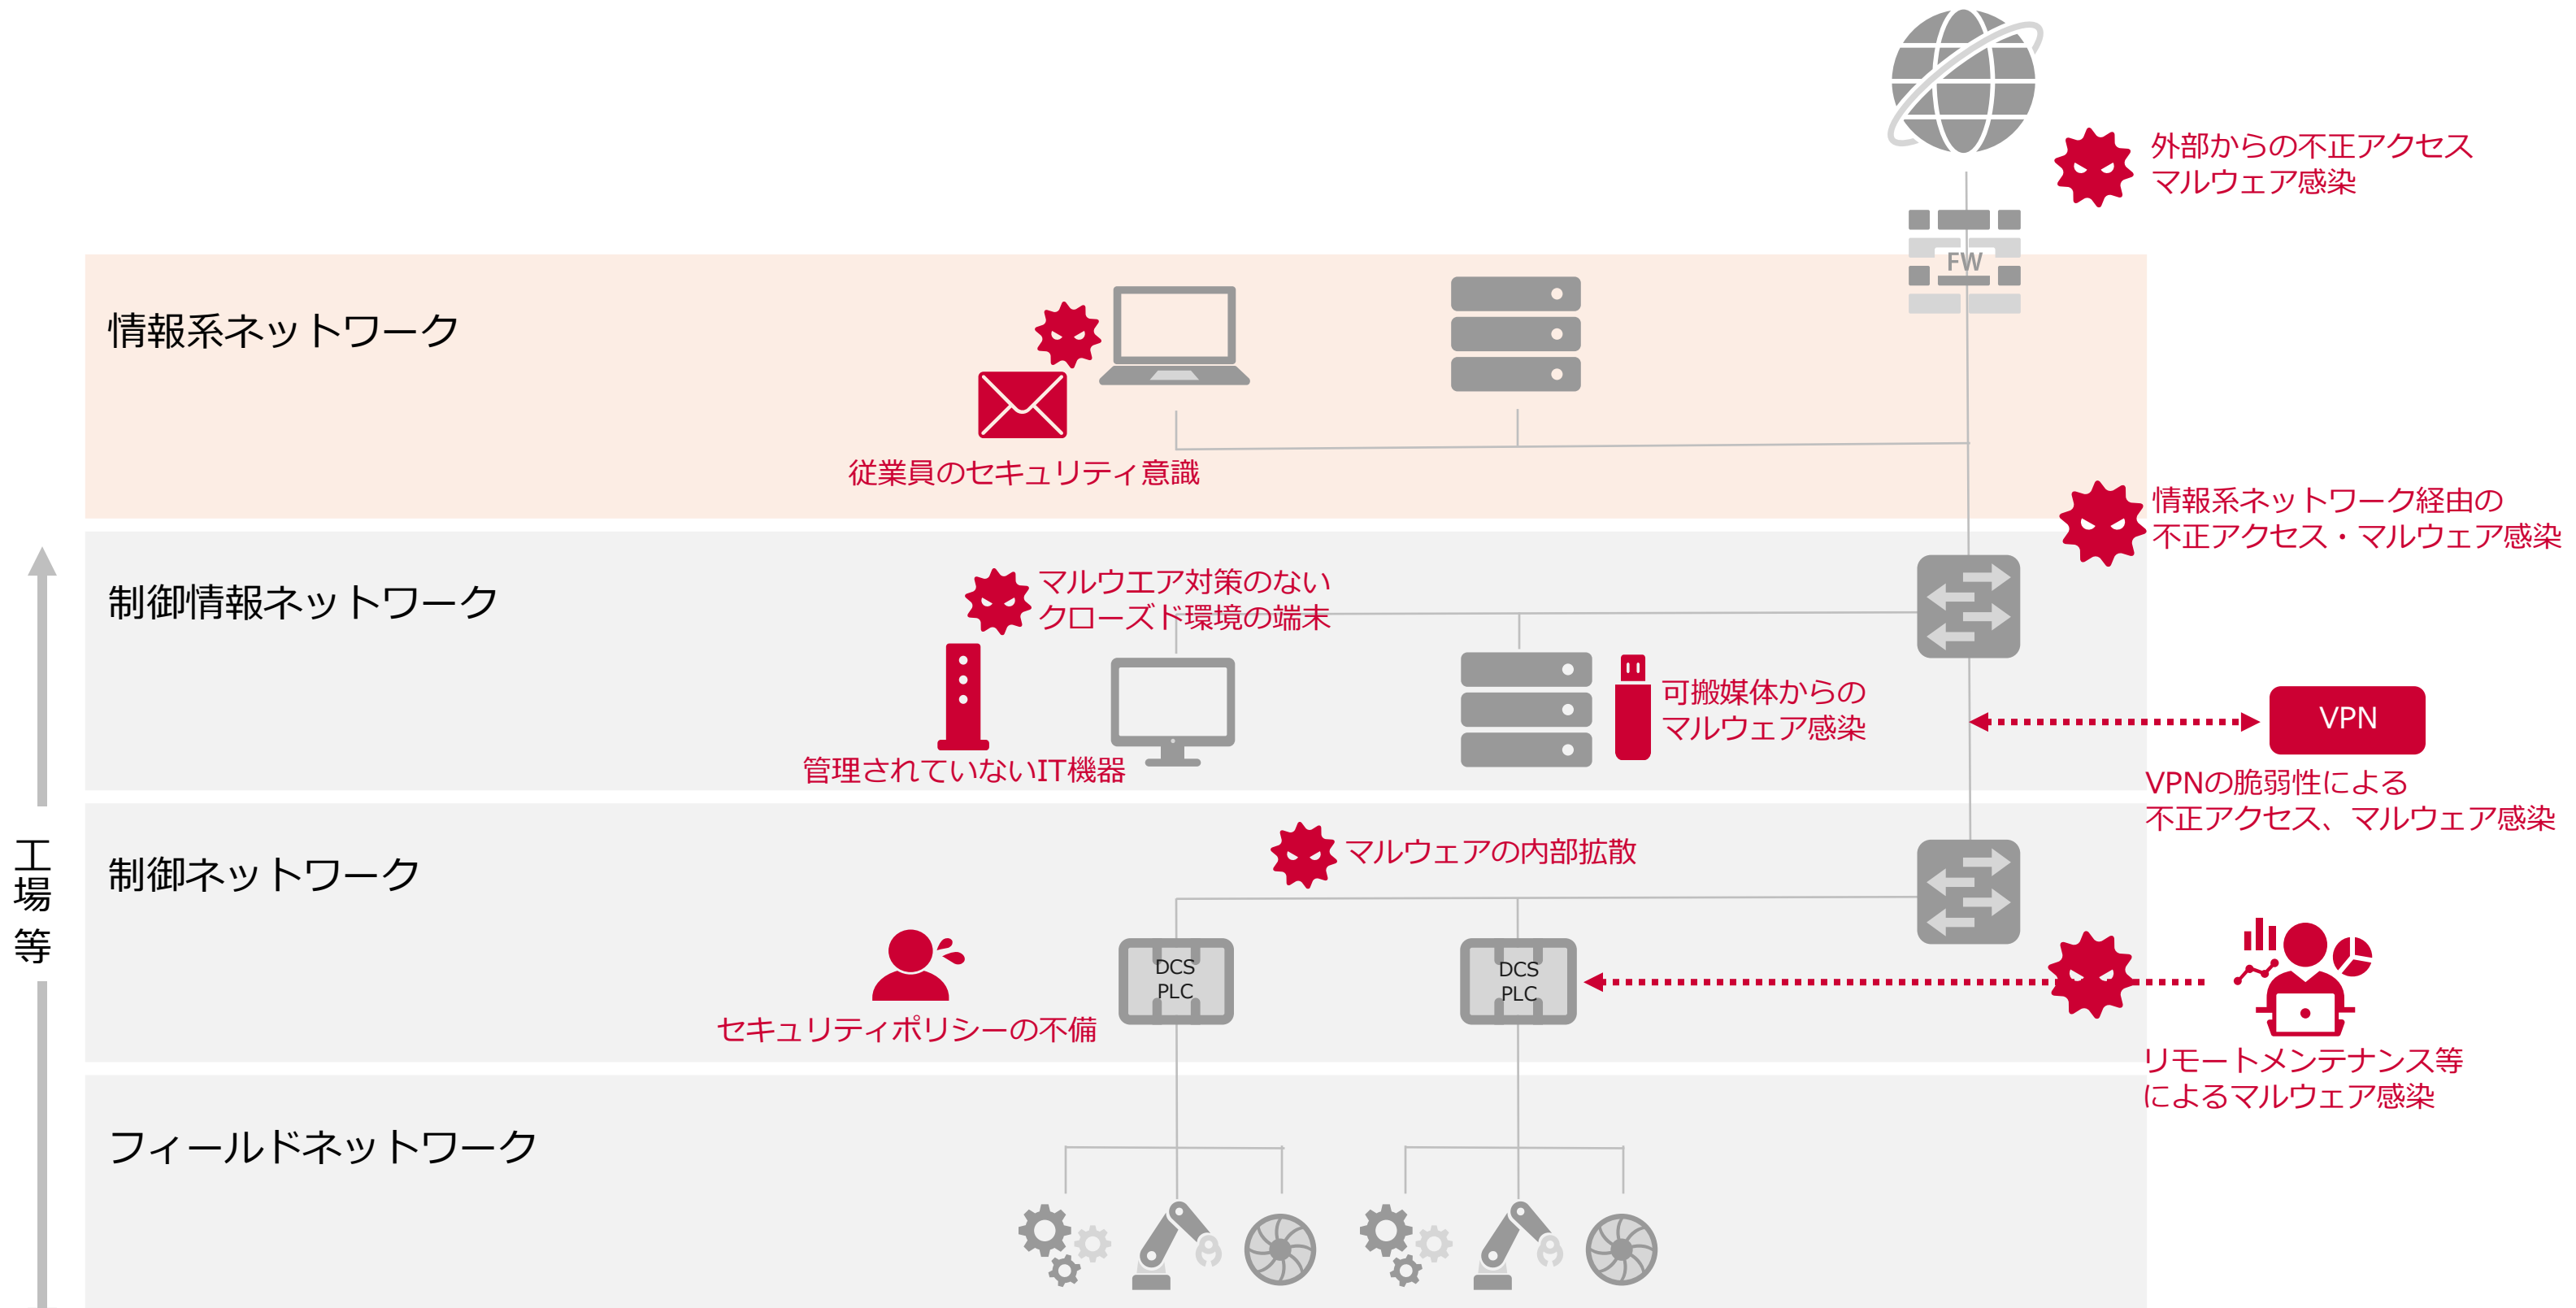 外部からの不正アクセス
マルウェア感染
FW
情報系ネットワーク
従業員のセキュリティ意識
情報系ネットワーク経由の
不正アクセス・マルウェア感染
制御情報ネットワーク
マルウエア対策のない
クローズド環境の端末
可搬媒体からの
マルウェア感染
管理されていないIT機器
VPN
VPNの脆弱性による
不正アクセス、マルウェア感染
工場等
制御ネットワーク
マルウェアの内部拡散
DCS
PLC
DCS
PLC
セキュリティポリシーの不備
リモートメンテナンス等
によるマルウェア感染
フィールドネットワーク